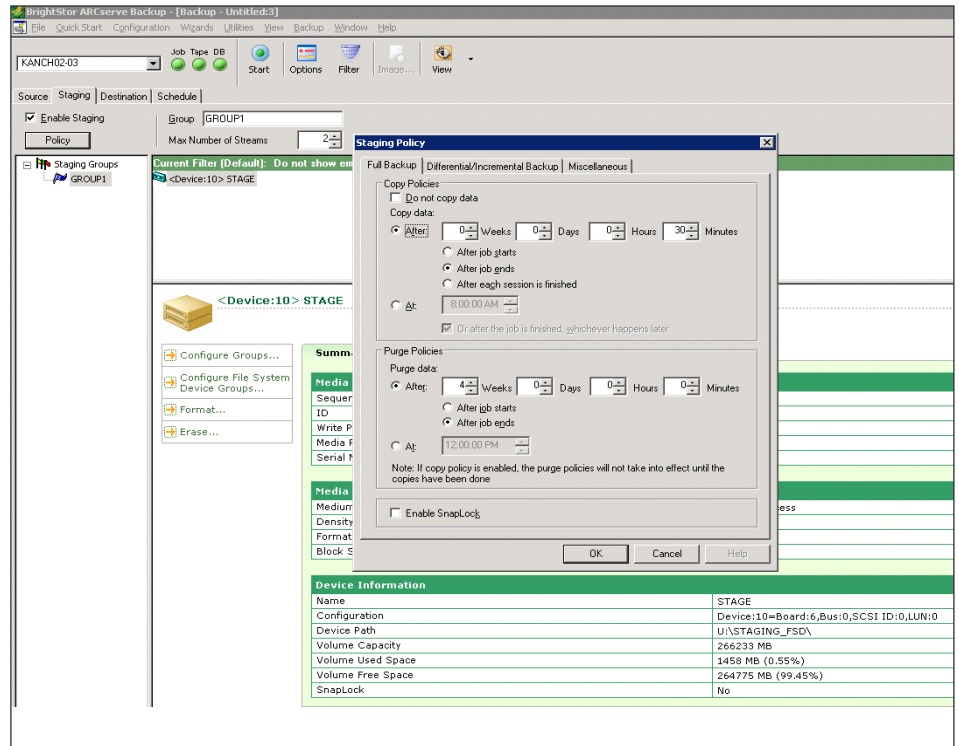 BrightStor ARCserve Backup - [Backup - Untitled:3]
File Quick Start Configuration Wizards Utilities View Backup Window Help
KANCH02-03
Job Tape DB
Start Options Filter Image... View
Source Staging Destination Schedule
Enable Staging
Group GROUP1
Policy
Max Number of Streams 2
Staging Groups
GROUP1
Current Filter (Default): Do not show em
<Device:10> STAGE
Staging Policy
Full Backup Differential/Incremental Backup Miscellaneous
Copy Policies
Do not copy data
Copy data:
After: 0 Weeks 0 Days 0 Hours 30 Minutes
After job starts
After job ends
After each session is finished
At: 8:00:00 AM
Or after the job is finished, whichever happens later
Purge Policies
Purge data:
After: 4 Weeks 0 Days 0 Hours 0 Minutes
After job starts
After job ends
At: 12:00:00 PM
Note: If copy policy is enabled, the purge policies will not take into effect until the
copies have been done
Enable SnapLock
OK Cancel Help
<Device:10> STAGE
Configure Groups...
Configure File System
Device Groups...
Format...
Erase...
Summ
Media
Sequen
ID
Write P
Media
Serial
Media
Medium
ess
Density
Format
Block S
Device Information
Name STAGE
Configuration Device:10=Board:6,Bus:0,SCSI ID:0,LUN:0
Device Path U:\STAGING_FSD\
Volume Capacity 266233 MB
Volume Used Space 1458 MB (0.55%)
Volume Free Space 264775 MB (99.45%)
SnapLock No